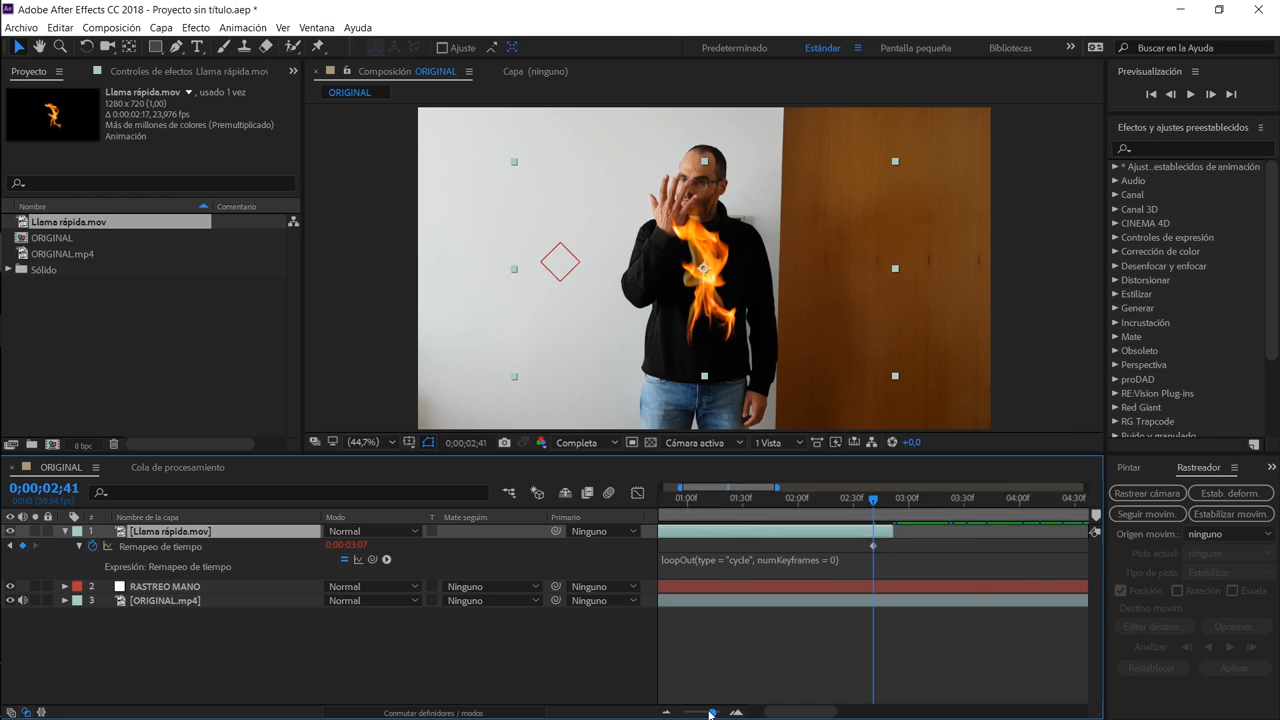 Adobe After Effects CC 2018 - Proyecto sin título.aep *
Archivo Editar Composición Capa Efecto Animación Ver Ventana Ayuda
Ajuste Predeterminado Estándar Pantalla pequeña Bibliotecas Buscar en la Ayuda
Proyecto Controles de efectos Llama rápida.mov
Composición ORIGINAL Capa (ninguno)
Previsualización
ORIGINAL
Llama rápida.mov ▼ , usado 1 vez
1280 x 720 (1,00)
Δ 0:00:02:17, 23,976 fps
Más de millones de colores (Premultiplicado)
Animación
Efectos y ajustes preestablecidos
Nombre Comentario
Llama rápida.mov
ORIGINAL
ORIGINAL.mp4
Sólido
* Ajust...establecidos de animación
Audio
Canal
Canal 3D
CINEMA 4D
Controles de expresión
Corrección de color
Desenfocar y enfocar
Distorsionar
Estilizar
Generar
Incrustación
Mate
Obsoleto
Perspectiva
proDAD
RE:Vision Plug-ins
Red Giant
RG Trapcode
Ruido y granulado
8 bpc
(44,7%) 0;00;02;41 Completa Cámara activa 1 Vista +0,0
ORIGINAL Cola de procesamiento
0;00;02;41
00161 (59.94 fps)
01:00f 01:30f 02:00f 02:30f 03:00f 03:30f 04:00f 04:30f
# Nombre de la capa Modo T Mate seguim. Primario
1 [Llama rápida.mov] Normal Ninguno
Remapeo de tiempo 0:00:03:07
Expresión: Remapeo de tiempo loopOut(type = "cycle", numKeyframes = 0)
2 RASTREO MANO Normal Ninguno Ninguno
3 [ORIGINAL.mp4] Normal Ninguno Ninguno
Conmutar definidores / modos
Pintar Rastreador
Rastrear cámara Estab. deform.
Seguir movim. Estabilizar movim.
Origen movim.: ninguno
Pista actual: ninguno
Tipo de pista: Estabilizar
Posición Rotación Escala
Destino movim.:
Editar destino... Opciones...
Analizar:
Restablecer Aplicar